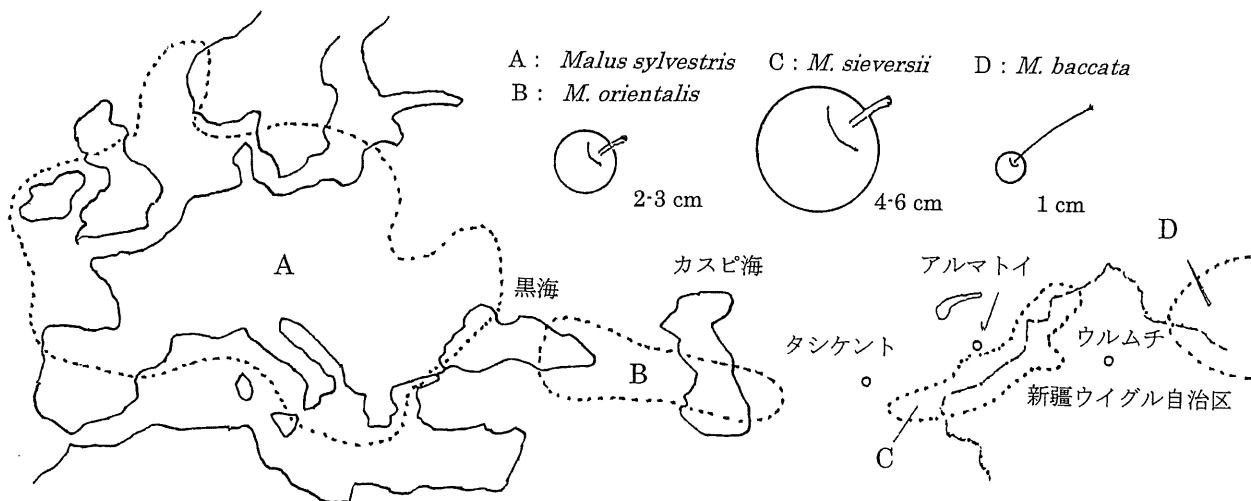 A : Malus sylvestris C : M. sieversii D : M. baccata
B : M. orientalis
2-3 cm
4-6 cm
1 cm
D
A
黒海
カスピ海
アルマトイ
タシケント
ウルムチ
B
新疆ウイグル自治区
C